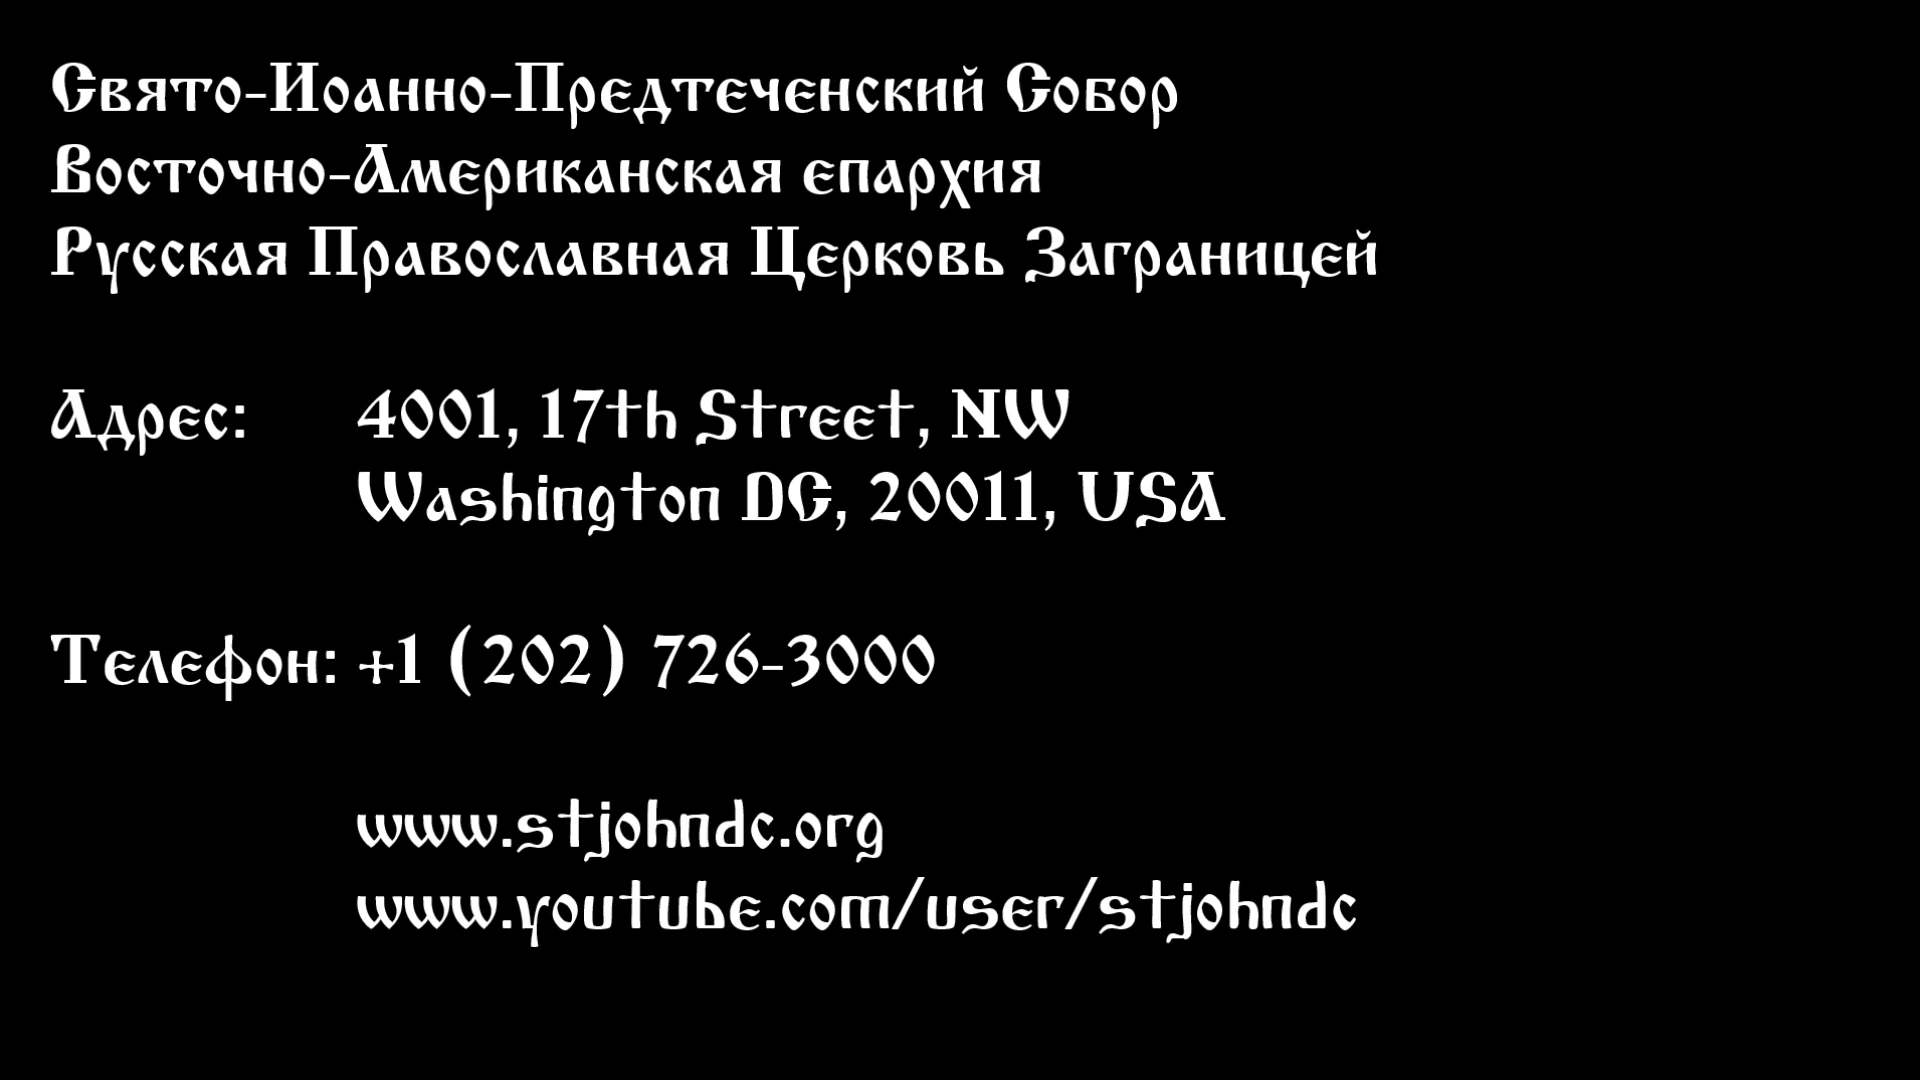 Свято-Иоанно-Предтеченский Собор
Восточно-Американская епархия
Русская Православная Церковь Заграницей
Адрес: 4001, 17th Street, NW
Washington DC, 20011, USA
Телефон: +1 (202) 726-3000
www.stjohndc.org
www.youtube.com/user/stjohndc